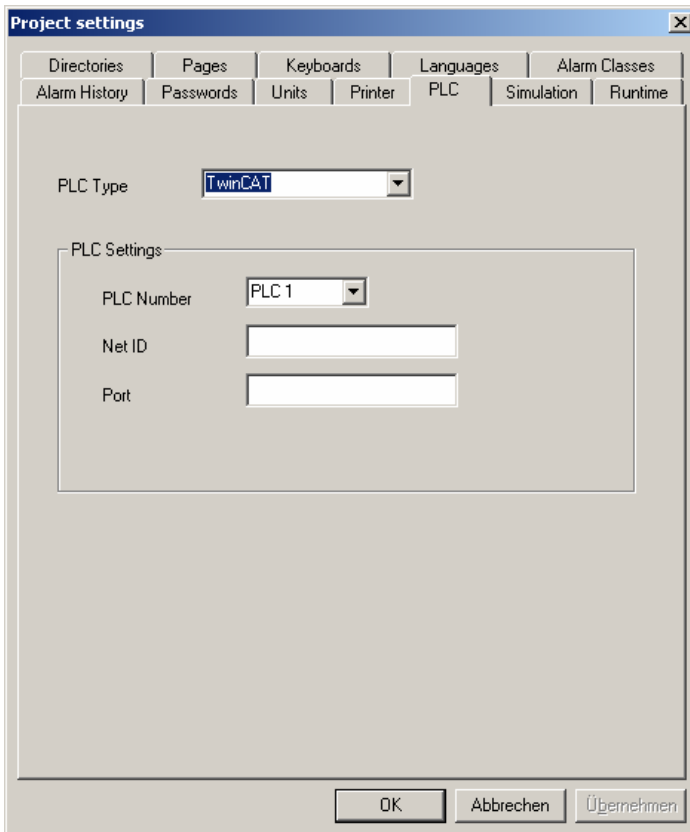 Project settings
Directories Pages Keyboards Languages Alarm Classes
Alarm History Passwords Units Printer PLC Simulation Runtime
PLC Type TwinCAT
PLC Settings
PLC Number PLC 1
Net ID
Port
OK Abbrechen Übernehmen